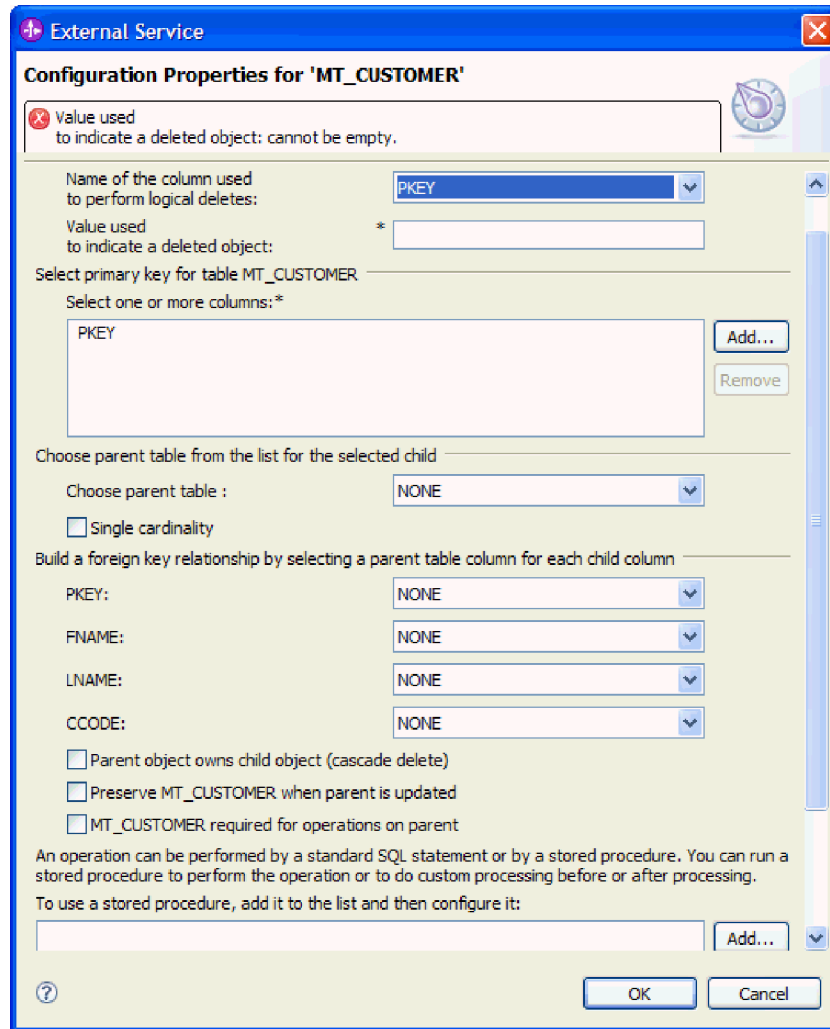 External Service
Configuration Properties for 'MT_CUSTOMER'
Value used
to indicate a deleted object: cannot be empty.
Name of the column used
to perform logical deletes:
PKEY
Value used
to indicate a deleted object:
*
Select primary key for table MT_CUSTOMER
Select one or more columns:*
PKEY
Add...
Remove
Choose parent table from the list for the selected child
Choose parent table :
NONE
Single cardinality
Build a foreign key relationship by selecting a parent table column for each child column
PKEY:
NONE
FNAME:
NONE
LNAME:
NONE
CCODE:
NONE
Parent object owns child object (cascade delete)
Preserve MT_CUSTOMER when parent is updated
MT_CUSTOMER required for operations on parent
An operation can be performed by a standard SQL statement or by a stored procedure. You can run a
stored procedure to perform the operation or to do custom processing before or after processing.
To use a stored procedure, add it to the list and then configure it:
Add...
?
OK
Cancel